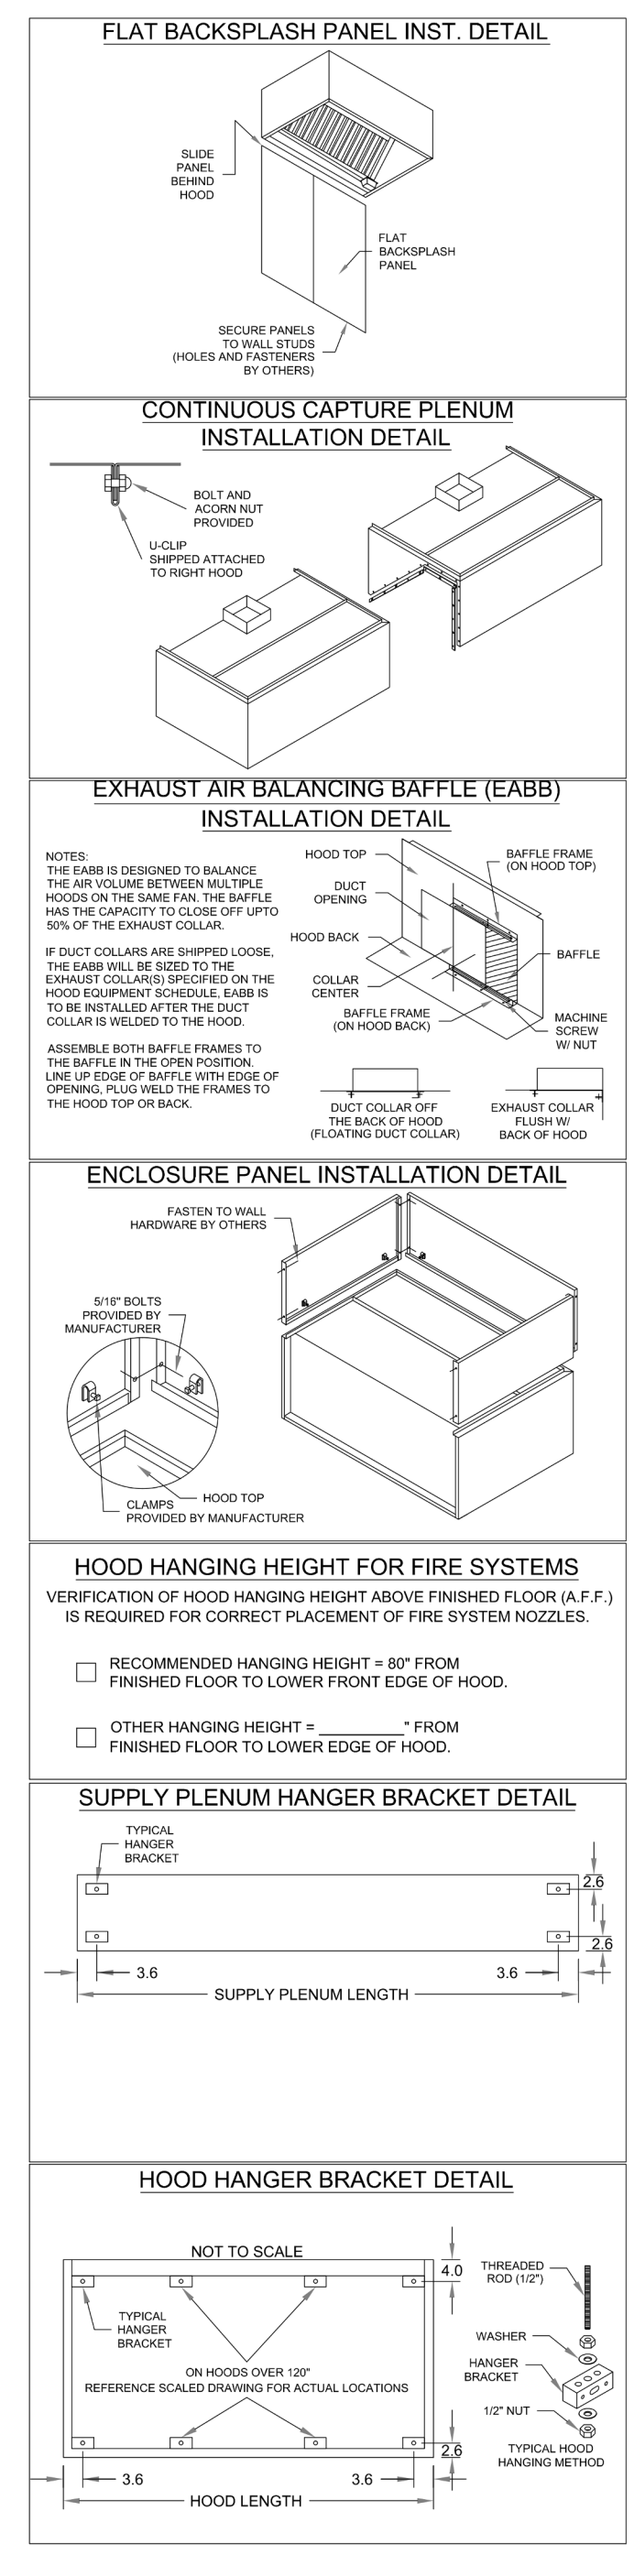 FLAT BACKSPLASH PANEL INST. DETAIL
SLIDE
PANEL
BEHIND
HOOD
FLAT
BACKSPLASH
PANEL
SECURE PANELS
TO WALL STUDS
(HOLES AND FASTENERS
BY OTHERS)
CONTINUOUS CAPTURE PLENUM
INSTALLATION DETAIL
BOLT AND
ACORN NUT
PROVIDED
U-CLIP
SHIPPED ATTACHED
TO RIGHT HOOD
EXHAUST AIR BALANCING BAFFLE (EABB)
INSTALLATION DETAIL
NOTES:
THE EABB IS DESIGNED TO BALANCE
THE AIR VOLUME BETWEEN MULTIPLE
HOODS ON THE SAME FAN. THE BAFFLE
HAS THE CAPACITY TO CLOSE OFF UPTO
50% OF THE EXHAUST COLLAR.
IF DUCT COLLARS ARE SHIPPED LOOSE,
THE EABB WILL BE SIZED TO THE
EXHAUST COLLAR(S) SPECIFIED ON THE
HOOD EQUIPMENT SCHEDULE, EABB IS
TO BE INSTALLED AFTER THE DUCT
COLLAR IS WELDED TO THE HOOD.
ASSEMBLE BOTH BAFFLE FRAMES TO
THE BAFFLE IN THE OPEN POSITION.
LINE UP EDGE OF BAFFLE WITH EDGE OF
OPENING, PLUG WELD THE FRAMES TO
THE HOOD TOP OR BACK.
HOOD TOP
BAFFLE FRAME
(ON HOOD TOP)
DUCT
OPENING
HOOD BACK
BAFFLE
COLLAR
CENTER
BAFFLE FRAME
(ON HOOD BACK)
MACHINE
SCREW
W/ NUT
DUCT COLLAR OFF
THE BACK OF HOOD
(FLOATING DUCT COLLAR)
EXHAUST COLLAR
FLUSH W/
BACK OF HOOD
ENCLOSURE PANEL INSTALLATION DETAIL
FASTEN TO WALL
HARDWARE BY OTHERS
5/16" BOLTS
PROVIDED BY
MANUFACTURER
HOOD TOP
CLAMPS
PROVIDED BY MANUFACTURER
HOOD HANGING HEIGHT FOR FIRE SYSTEMS
VERIFICATION OF HOOD HANGING HEIGHT ABOVE FINISHED FLOOR (A.F.F.)
IS REQUIRED FOR CORRECT PLACEMENT OF FIRE SYSTEM NOZZLES.
RECOMMENDED HANGING HEIGHT = 80" FROM
FINISHED FLOOR TO LOWER FRONT EDGE OF HOOD.
OTHER HANGING HEIGHT = __________" FROM
FINISHED FLOOR TO LOWER EDGE OF HOOD.
SUPPLY PLENUM HANGER BRACKET DETAIL
TYPICAL
HANGER
BRACKET
2.6
2.6
3.6
3.6
SUPPLY PLENUM LENGTH
HOOD HANGER BRACKET DETAIL
NOT TO SCALE
4.0
TYPICAL
HANGER
BRACKET
ON HOODS OVER 120"
REFERENCE SCALED DRAWING FOR ACTUAL LOCATIONS
2.6
3.6
3.6
HOOD LENGTH
THREADED
ROD (1/2")
WASHER
HANGER
BRACKET
1/2" NUT
TYPICAL HOOD
HANGING METHOD